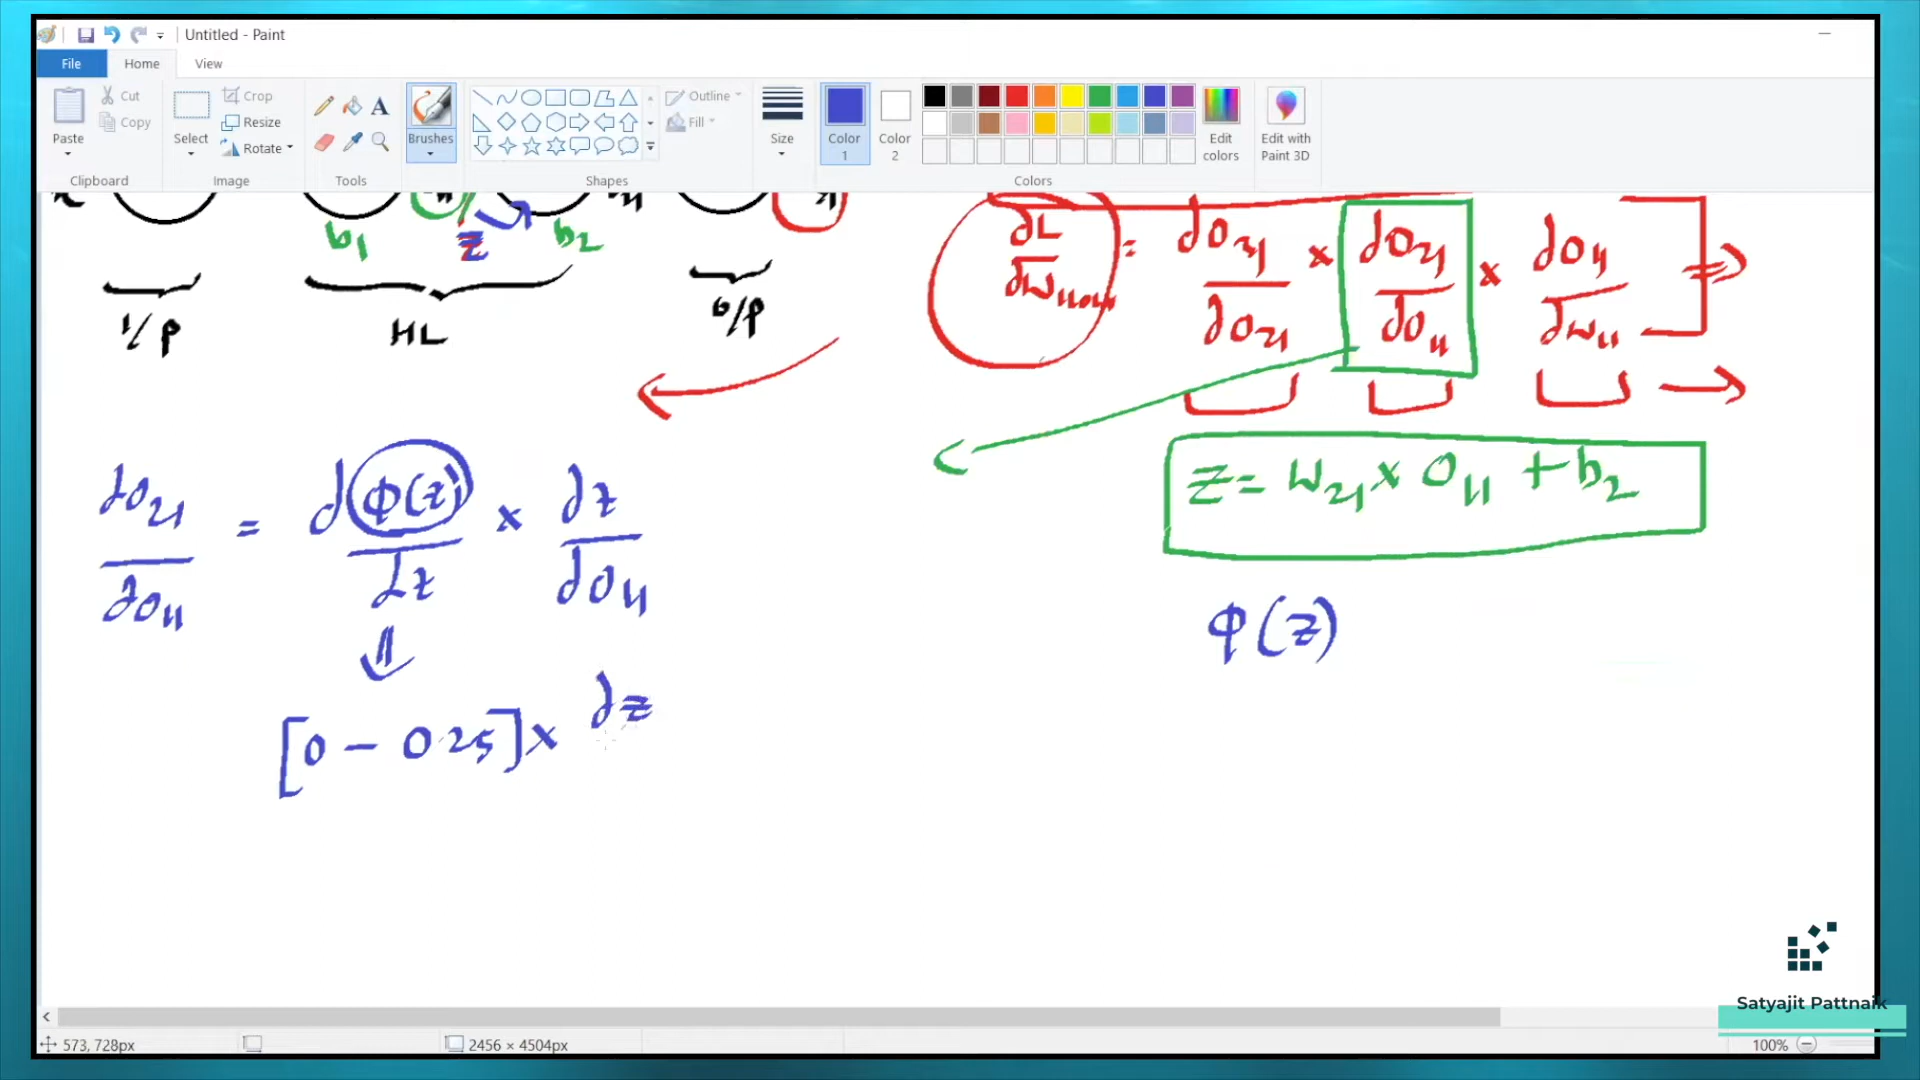 Untitled - Paint
File Home View
Paste Cut Copy Select Crop Resize Rotate Brushes Outline Fill Size Color 1 Color 2 Edit colors Edit with Paint 3D
Clipboard Image Tools Shapes Colors
b1 z b2
I/P HL O/P
∂L/∂w11old = ∂O31/∂O21 × ∂O21/∂O11 × ∂O11/∂w11 ⇒
z = w21 × O11 + b2
∂O21/∂O11 = ∂φ(z)/∂z × ∂z/∂O11
φ(z)
[0 - 0.25] × ∂z
Satyajit Pattnaik
573, 728px 2456 × 4504px 100%